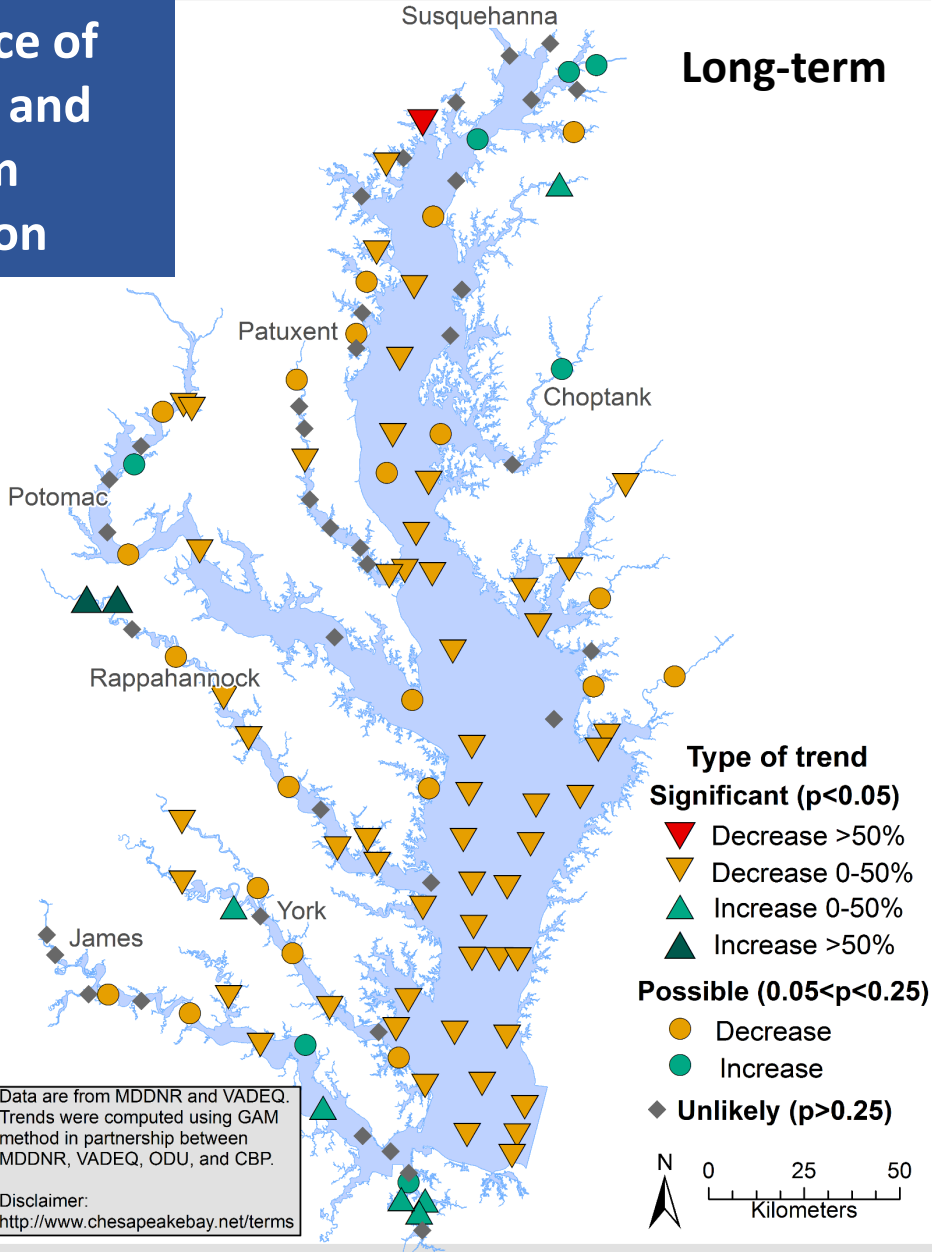 ce of
and
n
on
Long-term
Susquehanna
Patuxent
Choptank
Potomac
Rappahannock
York
James
Type of trend
Significant (p<0.05)
Decrease >50%
Decrease 0-50%
Increase 0-50%
Increase >50%
Possible (0.05<p<0.25)
Decrease
Increase
Unlikely (p>0.25)
N
0 25 50
Kilometers
Data are from MDDNR and VADEQ.
Trends were computed using GAM
method in partnership between
MDDNR, VADEQ, ODU, and CBP.
Disclaimer:
http://www.chesapeakebay.net/terms